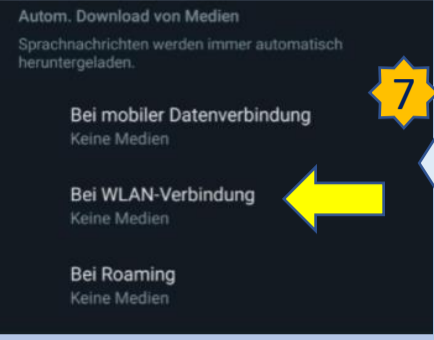 Autom. Download von Medien
Sprachnachrichten werden immer automatisch
heruntergeladen.
7
Bei mobiler Datenverbindung
Keine Medien
Bei WLAN-Verbindung
Keine Medien
Bei Roaming
Keine Medien